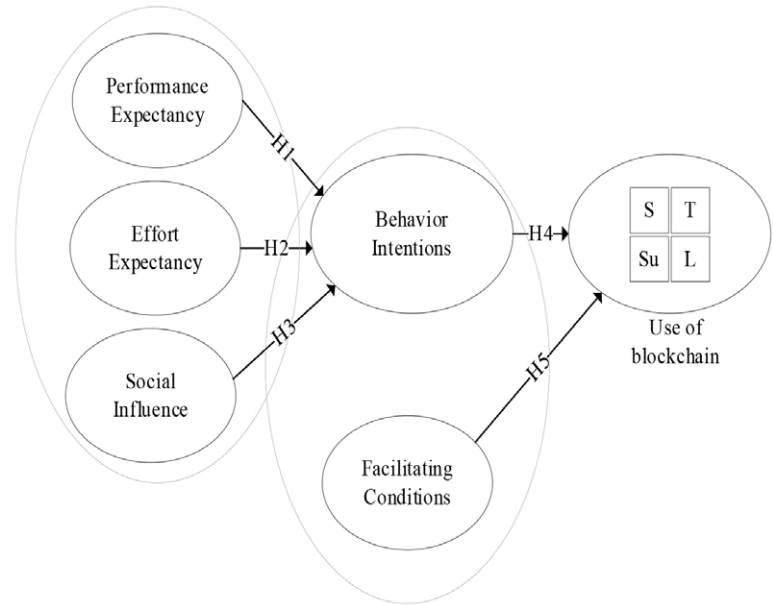 Performance
Expectancy
H1
Effort
Expectancy
H2
Social
Influence
H3
Behavior
Intentions
H4
S T
Su L
Use of
blockchain
H5
Facilitating
Conditions